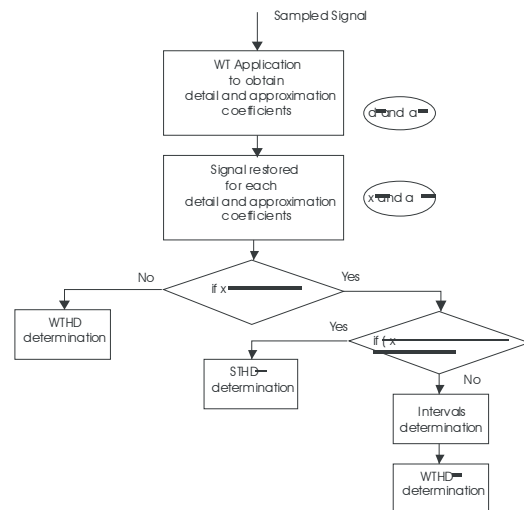 Sampled Signal
WT Application
to obtain
detail and approximation
coefficients
d and a
Signal restored
for each
detail and approximation
coefficients
x and a
No
Yes
if x
WTHD
determination
Yes
if ( x
STHD
determination
No
Intervals
determination
WTHD
determination